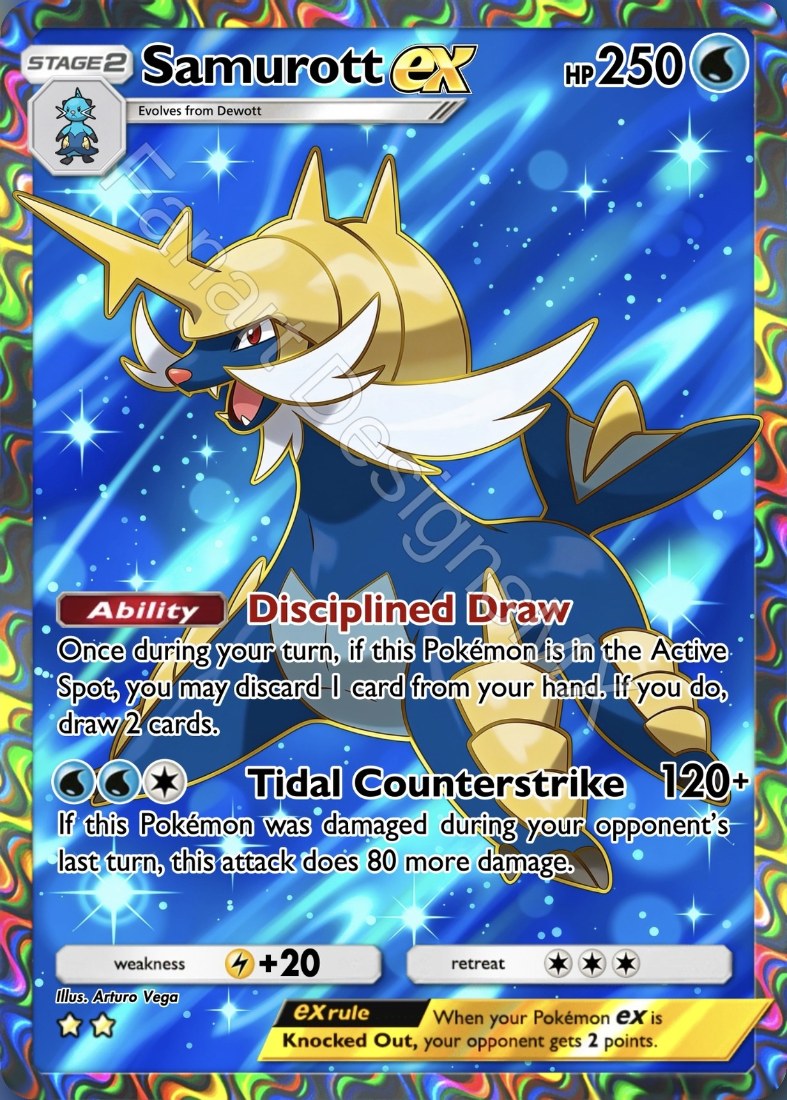 STAGE2 Samurott ex HP250
Evolves from Dewott
Fanart Designs
Ability Disciplined Draw
Once during your turn, if this Pokémon is in the Active
Spot, you may discard 1 card from your hand. If you do,
draw 2 cards.
Tidal Counterstrike 120+
If this Pokémon was damaged during your opponent's
last turn, this attack does 80 more damage.
weakness +20 retreat
Illus. Arturo Vega
ex rule When your Pokémon ex is
Knocked Out, your opponent gets 2 points.